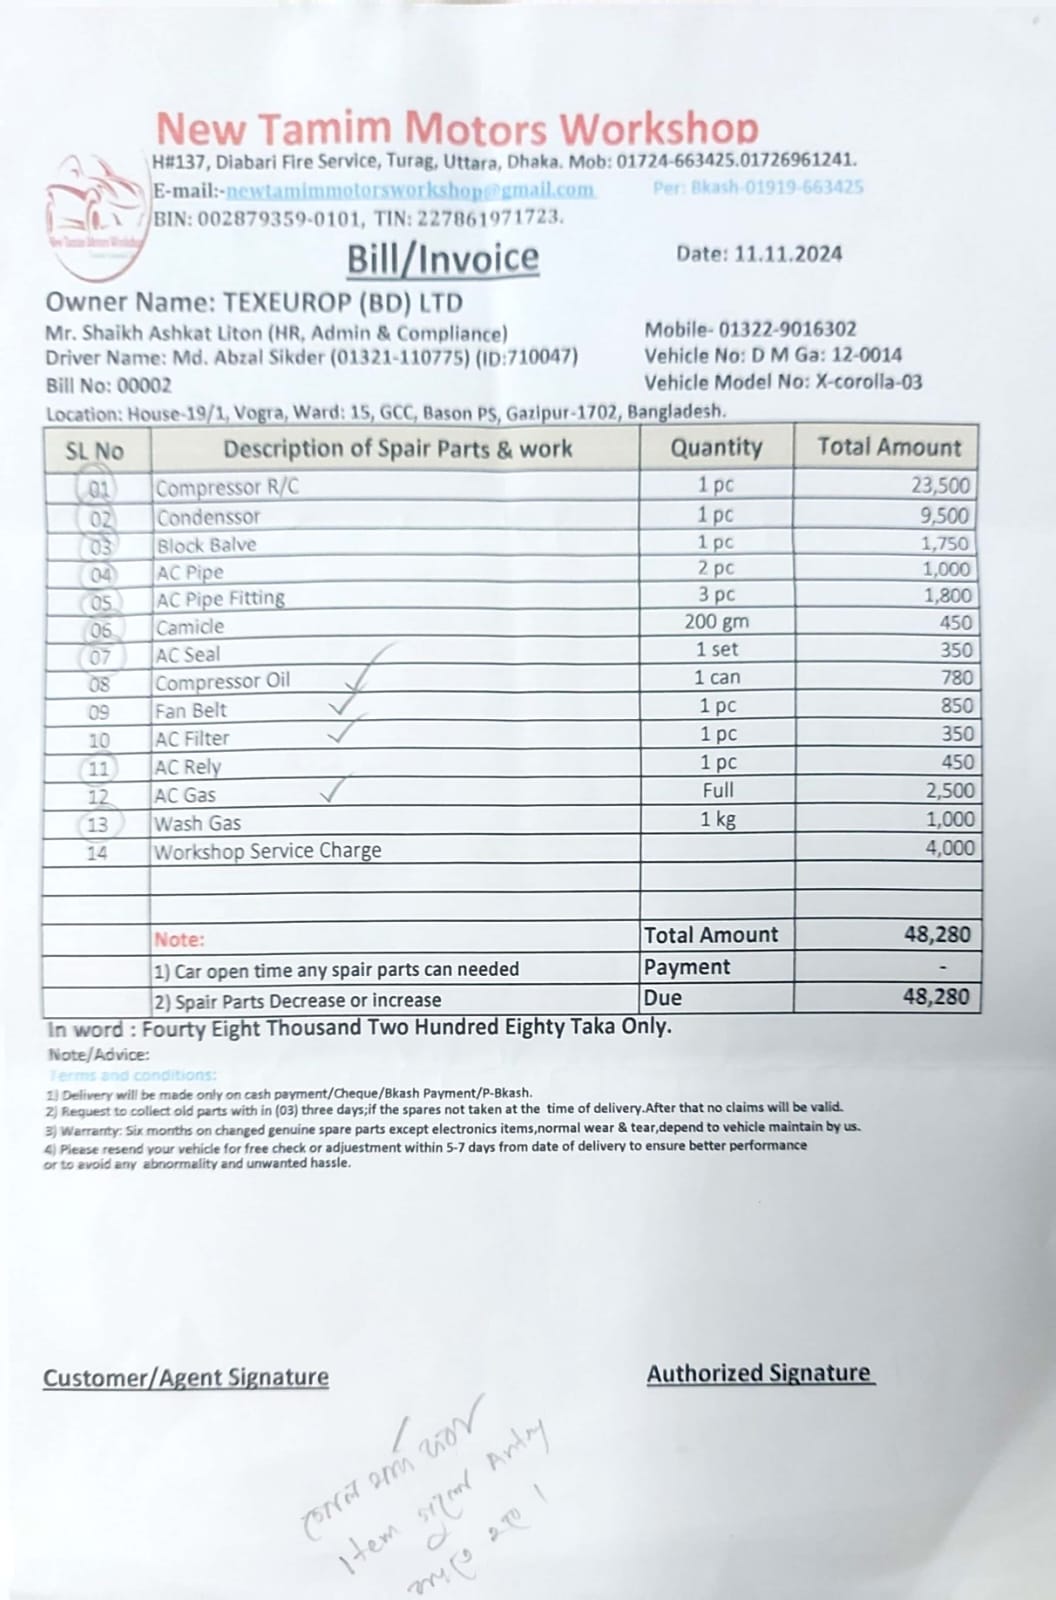 New Tamim Motors Workshop
H#137, Diabari Fire Service, Turag, Uttara, Dhaka. Mob: 01724-663425.01726961241.
E-mail:-newtamimmotorsworkshop@gmail.com Per: Bkash-01919-663425
BIN: 002879359-0101, TIN: 227861971723.
New Tamim Motors Workshop
Bill/Invoice Date: 11.11.2024
Owner Name: TEXEUROP (BD) LTD
Mr. Shaikh Ashkat Liton (HR, Admin & Compliance) Mobile- 01322-9016302
Driver Name: Md. Abzal Sikder (01321-110775) (ID:710047) Vehicle No: D M Ga: 12-0014
Bill No: 00002 Vehicle Model No: X-corolla-03
Location: House-19/1, Vogra, Ward: 15, GCC, Bason PS, Gazipur-1702, Bangladesh.
SL No Description of Spair Parts & work Quantity Total Amount
01 Compressor R/C 1 pc 23,500
02 Condenssor 1 pc 9,500
03 Block Balve 1 pc 1,750
04 AC Pipe 2 pc 1,000
05 AC Pipe Fitting 3 pc 1,800
06 Camicle 200 gm 450
07 AC Seal 1 set 350
08 Compressor Oil 1 can 780
09 Fan Belt 1 pc 850
10 AC Filter 1 pc 350
11 AC Rely 1 pc 450
12 AC Gas Full 2,500
13 Wash Gas 1 kg 1,000
14 Workshop Service Charge 4,000
Note: Total Amount 48,280
1) Car open time any spair parts can needed Payment -
2) Spair Parts Decrease or increase Due 48,280
In word : Fourty Eight Thousand Two Hundred Eighty Taka Only.
Note/Advice:
Terms and conditions:
1) Delivery will be made only on cash payment/Cheque/Bkash Payment/P-Bkash.
2) Request to collect old parts with in (03) three days;if the spares not taken at the time of delivery.After that no claims will be valid.
3) Warranty: Six months on changed genuine spare parts except electronics items,normal wear & tear,depend to vehicle maintain by us.
4) Please resend your vehicle for free check or adjuestment within 5-7 days from date of delivery to ensure better performance
or to avoid any abnormality and unwanted hassle.
Customer/Agent Signature Authorized Signature
Item Antry
হবে।